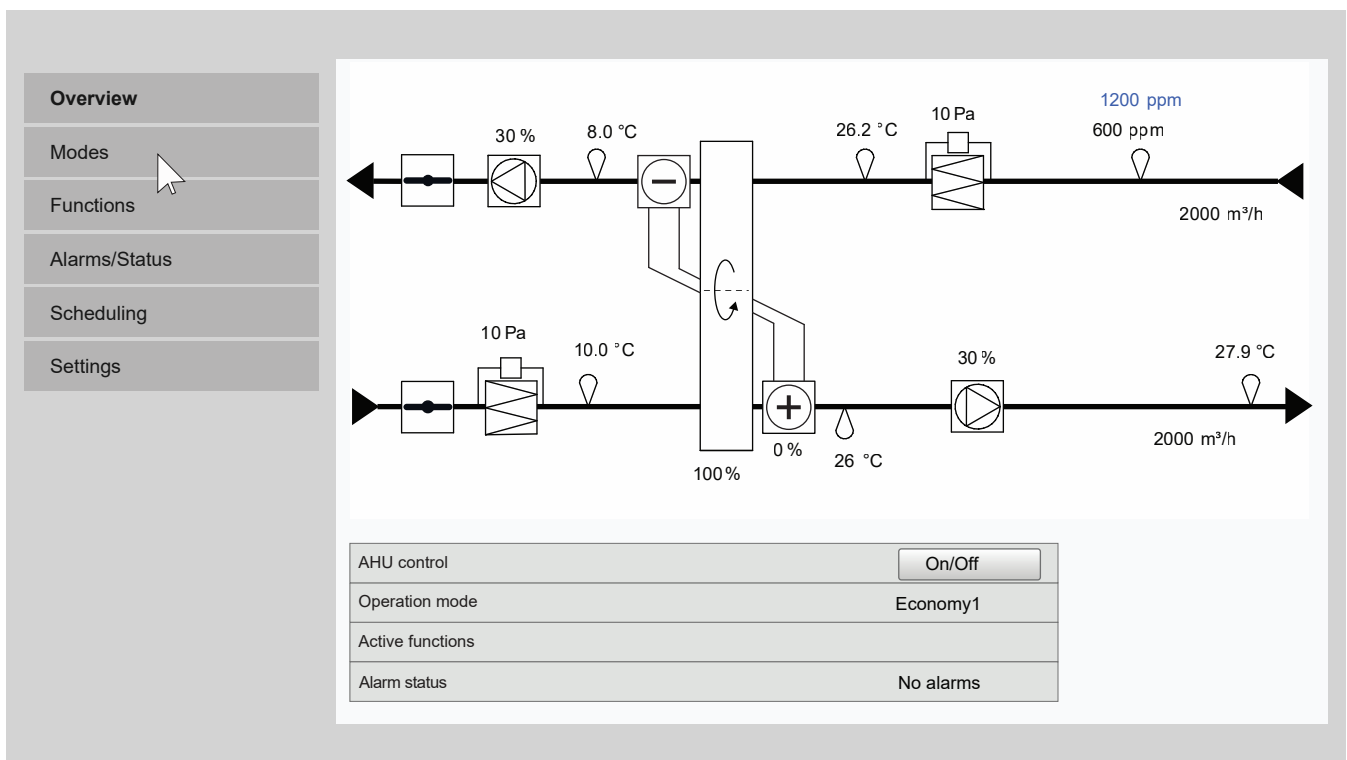 Overview
Modes
Functions
Alarms/Status
Scheduling
Settings
1200 ppm
600 ppm
10 Pa
26.2 °C
8.0 °C
30 %
2000 m³/h
10 Pa
10.0 °C
30 %
27.9 °C
2000 m³/h
0 %
26 °C
100 %
AHU control On/Off
Operation mode Economy1
Active functions
Alarm status No alarms